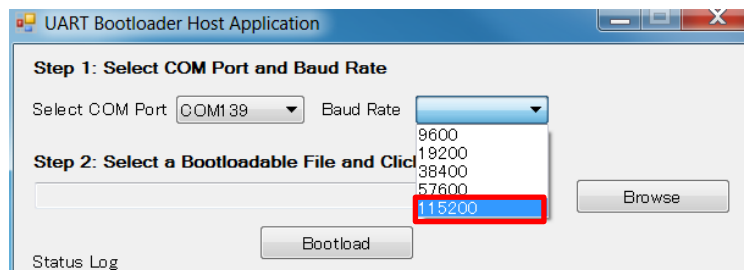 UART Bootloader Host Application
Step 1: Select COM Port and Baud Rate
Select COM Port COM139 Baud Rate
9600
19200
38400
57600
115200
Step 2: Select a Bootloadable File and Clic
Browse
Bootload
Status Log